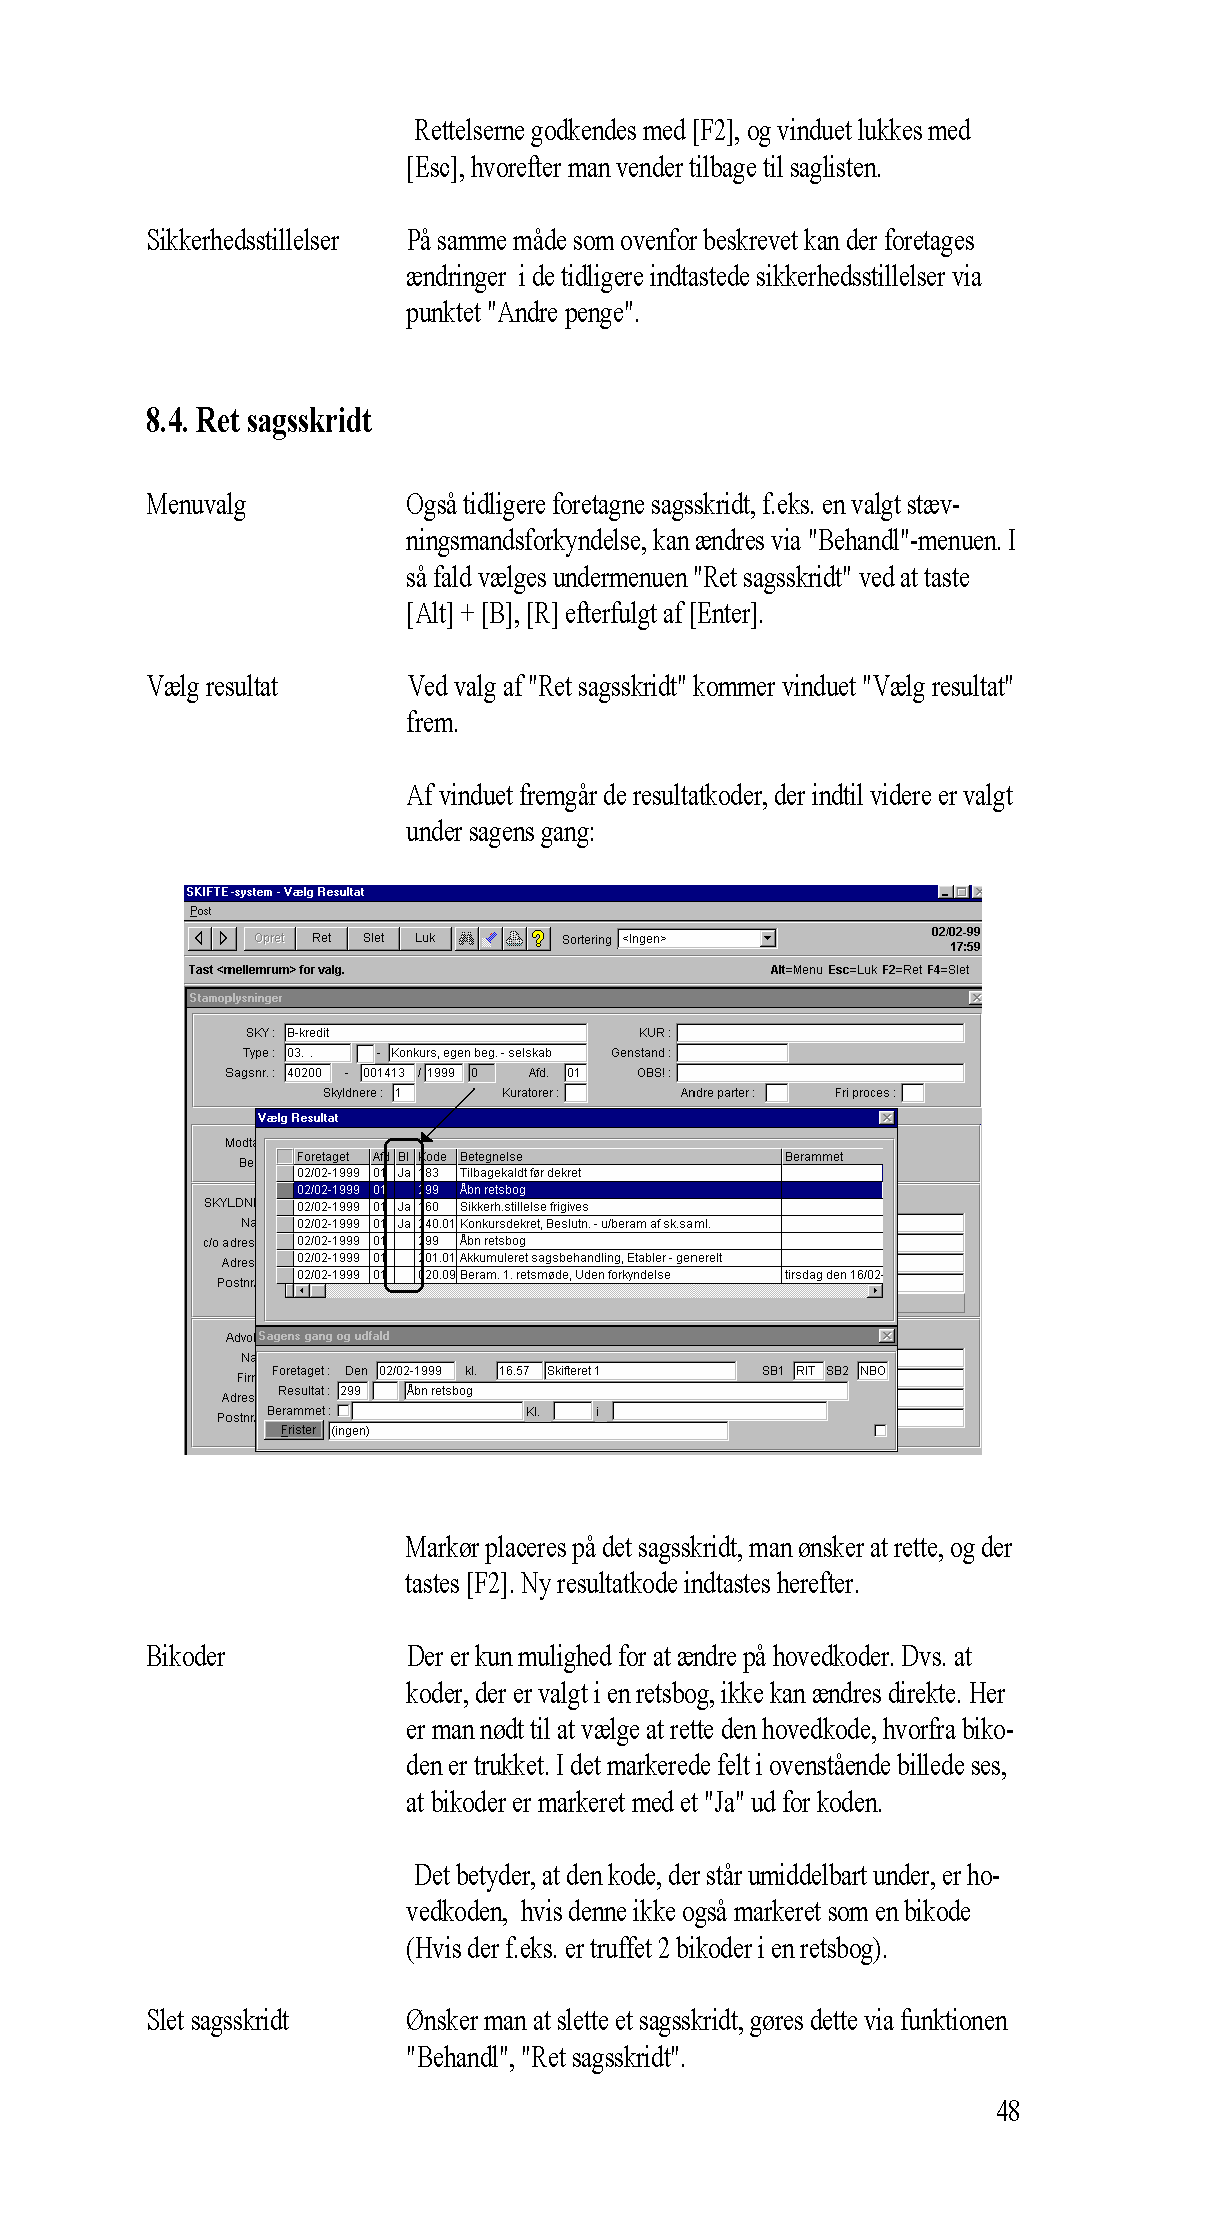 Rettelserne godkendes med [F2], og vinduet lukkes med
[Esc], hvorefter man vender tilbage til saglisten.
Sikkerhedsstillelser På samme måde som ovenfor beskrevet kan der foretages
ændringer i de tidligere indtastede sikkerhedsstillelser via
punktet "Andre penge".
8.4. Ret sagsskridt
Menuvalg Også tidligere foretagne sagsskridt, f.eks. en valgt stæv-
ningsmandsforkyndelse, kan ændres via "Behandl"-menuen. I
så fald vælges undermenuen "Ret sagsskridt" ved at taste
[Alt] + [B], [R] efterfulgt af [Enter].
Vælg resultat Ved valg af "Ret sagsskridt" kommer vinduet "Vælg resultat"
frem.
Af vinduet fremgår de resultatkoder, der indtil videre er valgt
under sagens gang:
SKIFTE-system - Vælg Resultat
Post
Opret Ret Slet Luk Sortering <Ingen> 02/02-99
17:59
Tast <mellemrum> for valg. Alt=Menu Esc=Luk F2=Ret F4=Slet
Stamoplysninger
SKY : B-kredit KUR :
Type : 03. . - Konkurs, egen beg. - selskab Genstand :
Sagsnr. : 40200 - 001413 / 1999 0 Afd. 01 OBS! :
Skyldnere : 1 Kuratorer : Andre parter : Fri proces :
Vælg Resultat
Modta
Be
Foretaget Afd BI Kode Betegnelse Berammet
02/02-1999 01 Ja 183 Tilbagekaldt før dekret
02/02-1999 01 299 Åbn retsbog
SKYLDNE
02/02-1999 01 Ja 160 Sikkerh.stillelse frigives
Na 02/02-1999 01 Ja 240.01 Konkursdekret, Beslutn. - u/beram af sk.saml.
c/o adres 02/02-1999 01 299 Åbn retsbog
Adres 02/02-1999 01 201.01 Akkumuleret sagsbehandling, Etabler - generelt
Postnr. 02/02-1999 01 020.09 Beram. 1. retsmøde, Uden forkyndelse tirsdag den 16/02-
Advo Sagens gang og udfald
Na
Firm Foretaget : Den 02/02-1999 kl. 16.57 Skifteret 1 SB1 RIT SB2 NBO
Adres Resultat : 299 Åbn retsbog
Postnr. Berammet : Kl. i
Frister (ingen)
Markør placeres på det sagsskridt, man ønsker at rette, og der
tastes [F2]. Ny resultatkode indtastes herefter.
Bikoder Der er kun mulighed for at ændre på hovedkoder. Dvs. at
koder, der er valgt i en retsbog, ikke kan ændres direkte. Her
er man nødt til at vælge at rette den hovedkode, hvorfra biko-
den er trukket. I det markerede felt i ovenstående billede ses,
at bikoder er markeret med et "Ja" ud for koden.
Det betyder, at den kode, der står umiddelbart under, er ho-
vedkoden, hvis denne ikke også markeret som en bikode
(Hvis der f.eks. er truffet 2 bikoder i en retsbog).
Slet sagsskridt Ønsker man at slette et sagsskridt, gøres dette via funktionen
"Behandl", "Ret sagsskridt".
48